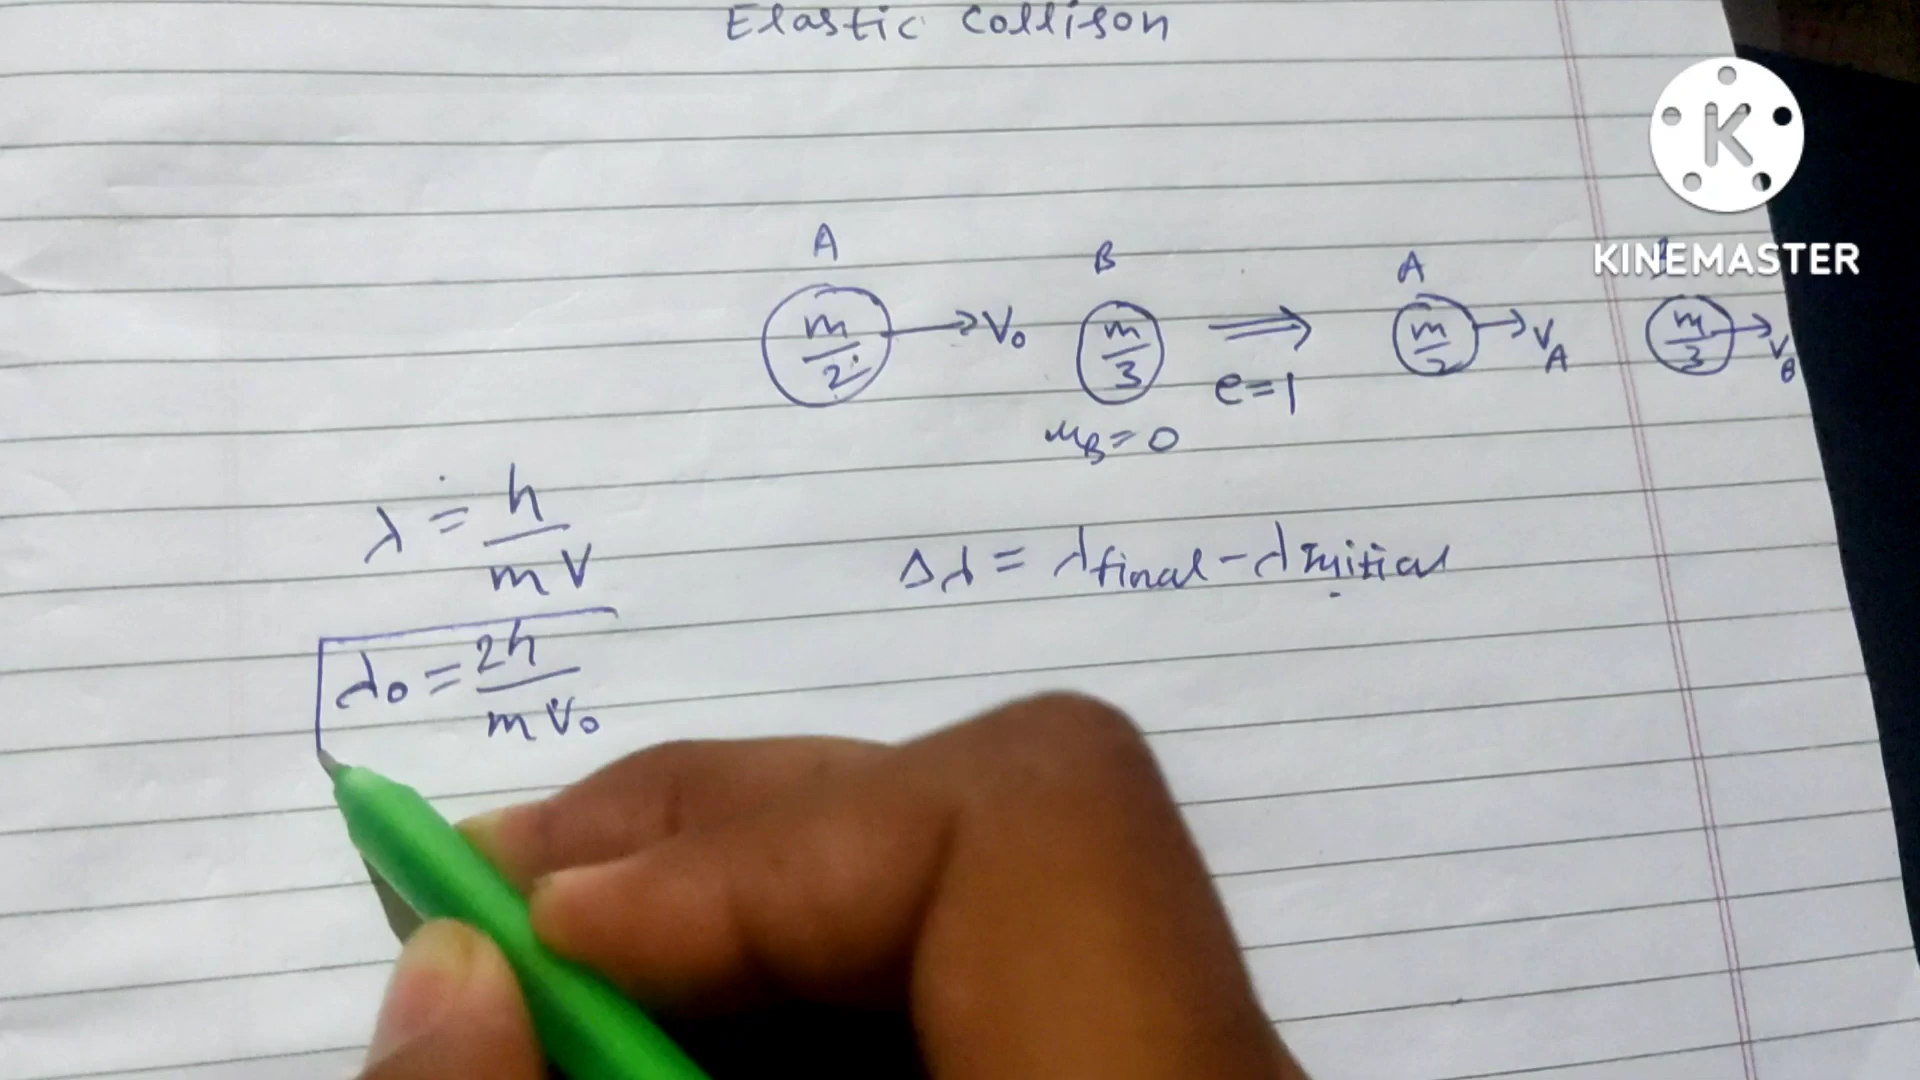 Elastic Collison
A B A
m/2 → V₀ m/3 ⇒ m/2 → V_A m/3 → V_B
e=1
u_B = 0
λ = h/mV
Δλ = λfinal - λInitial
λ₀ = 2h/mV₀
K
KINEMASTER